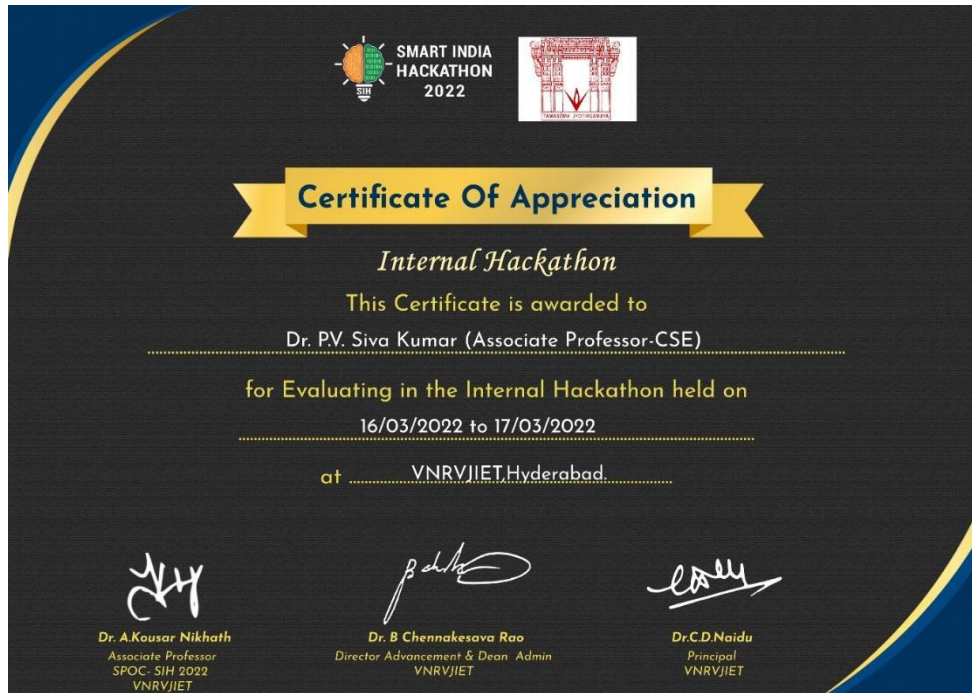 SMART INDIA
HACKATHON
2022
SIH
TAMASOMA JYOTIRGAMAYA
Certificate Of Appreciation
Internal Hackathon
This Certificate is awarded to
Dr. P.V. Siva Kumar (Associate Professor-CSE)
for Evaluating in the Internal Hackathon held on
16/03/2022 to 17/03/2022
at VNRVJIET,Hyderabad.
Dr. A.Kousar Nikhath
Associate Professor
SPOC- SIH 2022
VNRVJIET
Dr. B Chennakesava Rao
Director Advancement & Dean Admin
VNRVJIET
Dr.C.D.Naidu
Principal
VNRVJIET